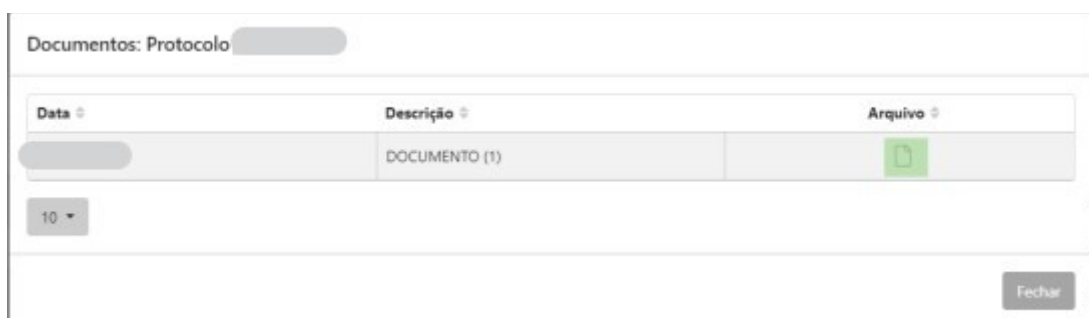 Documentos: Protocolo
Data Descrição Arquivo
DOCUMENTO (1)
10
Fechar